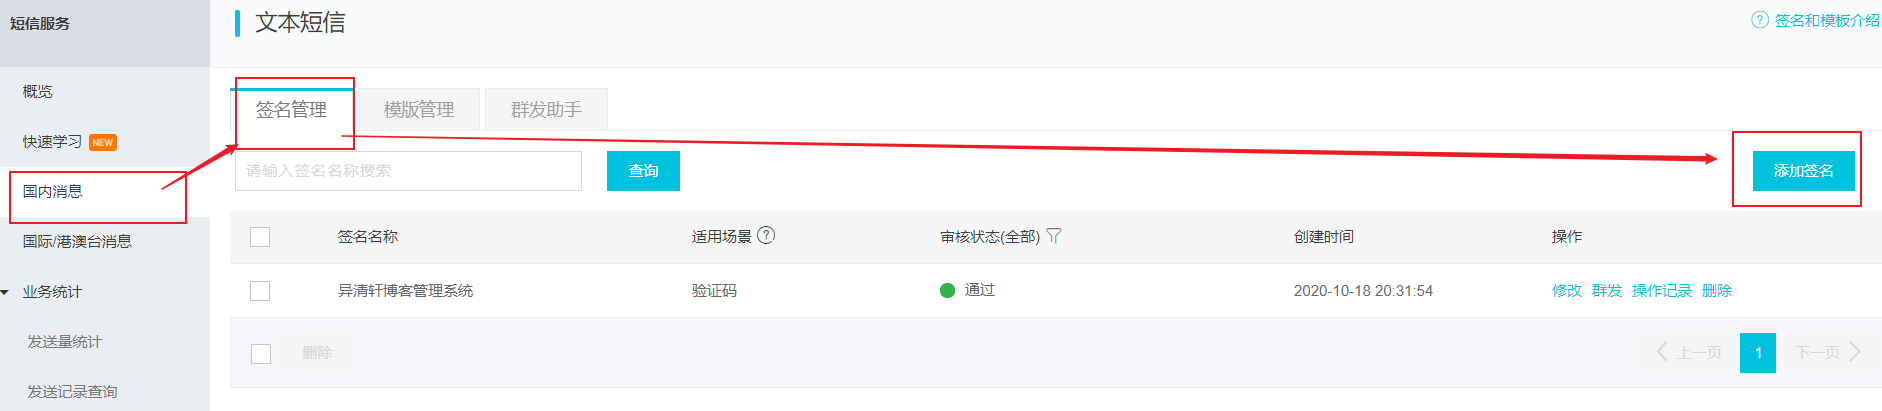 短信服务
概览
快速学习 NEW
国内消息
国际/港澳台消息
业务统计
发送量统计
发送记录查询
文本短信
签名和模板介绍
签名管理 模版管理 群发助手
请输入签名名称搜索 查询 添加签名
签名名称 适用场景 审核状态(全部) 创建时间 操作
异清轩博客管理系统 验证码 通过 2020-10-18 20:31:54 修改 群发 操作记录 删除
删除 上一页 1 下一页